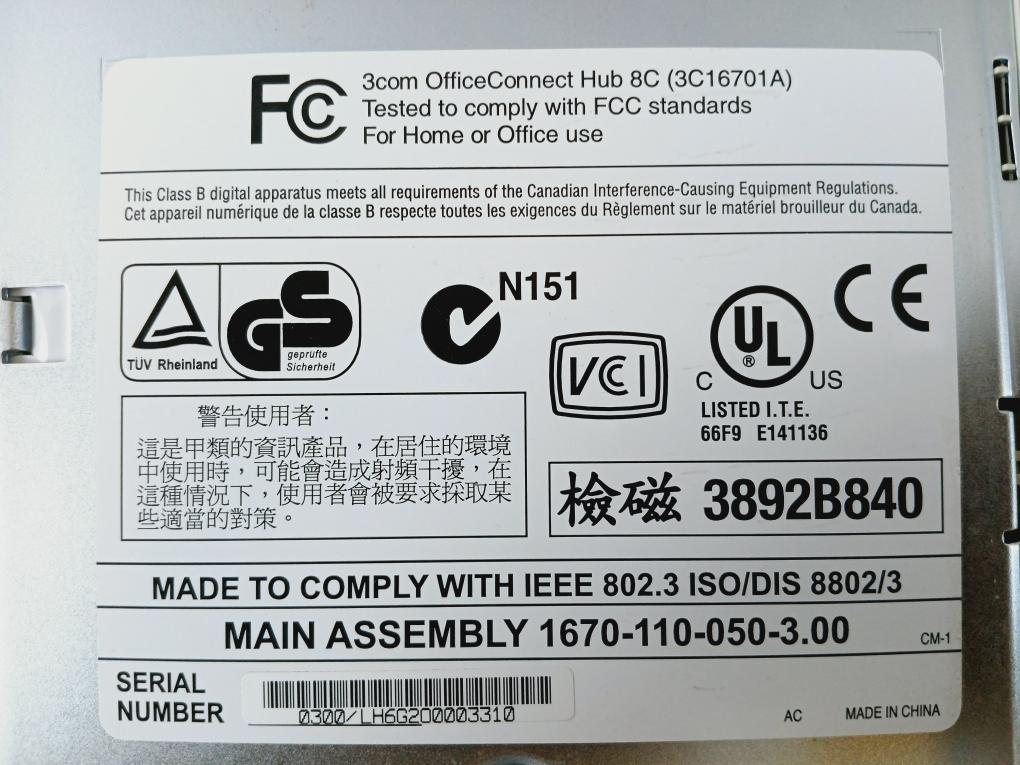 FC
3com OfficeConnect Hub 8C (3C16701A)
Tested to comply with FCC standards
For Home or Office use
This Class B digital apparatus meets all requirements of the Canadian Interference-Causing Equipment Regulations.
Cet appareil numérique de la classe B respecte toutes les exigences du Règlement sur le matériel brouilleur du Canada.
TÜV Rheinland
GS
geprüfte
Sicherheit
N151
VCI
UL
®
C US
LISTED I.T.E.
66F9 E141136
CE
警告使用者：
這是甲類的資訊產品，在居住的環境
中使用時，可能會造成射頻干擾，在
這種情況下，使用者會被要求採取某
些適當的對策。
檢磁 3892B840
MADE TO COMPLY WITH IEEE 802.3 ISO/DIS 8802/3
MAIN ASSEMBLY 1670-110-050-3.00
CM-1
SERIAL
NUMBER
0300/LH6G2D0003310
AC
MADE IN CHINA